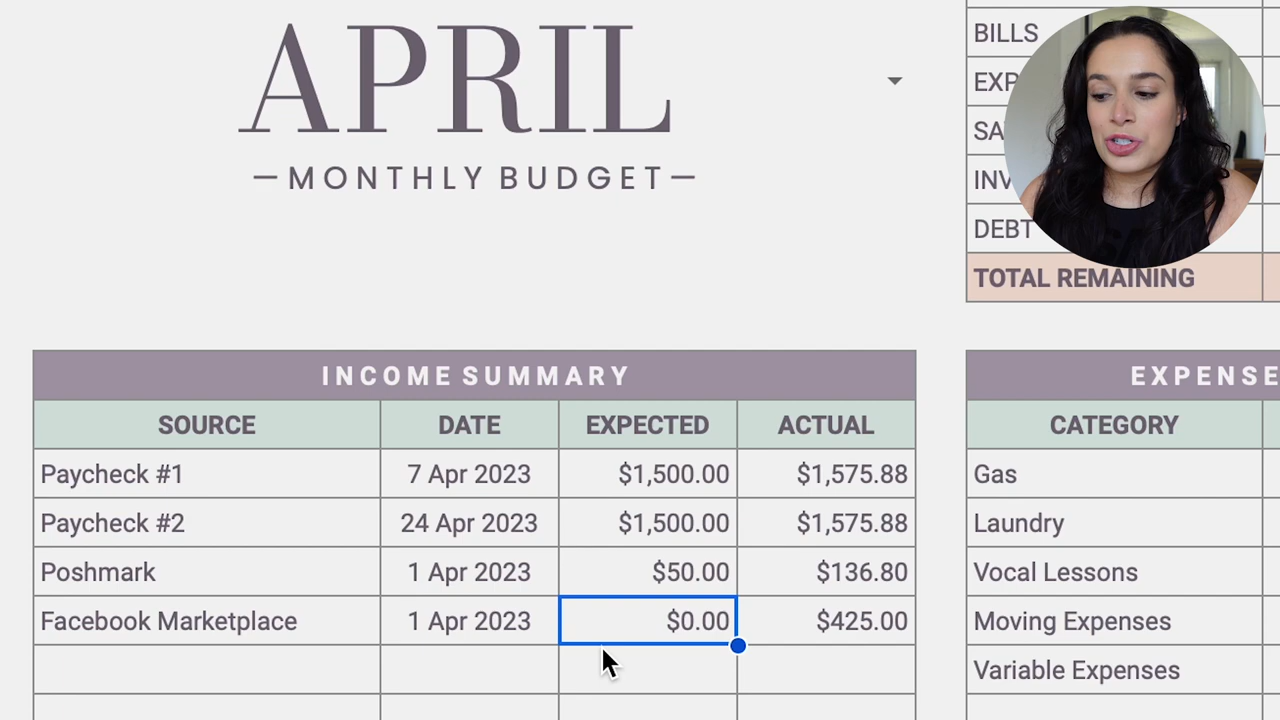 APRIL
—MONTHLY BUDGET—
BILLS
DEBT
TOTAL REMAINING
INCOME SUMMARY
SOURCE DATE EXPECTED ACTUAL
Paycheck #1 7 Apr 2023 $1,500.00 $1,575.88
Paycheck #2 24 Apr 2023 $1,500.00 $1,575.88
Poshmark 1 Apr 2023 $50.00 $136.80
Facebook Marketplace 1 Apr 2023 $0.00 $425.00
EXPENSE
CATEGORY
Gas
Laundry
Vocal Lessons
Moving Expenses
Variable Expenses